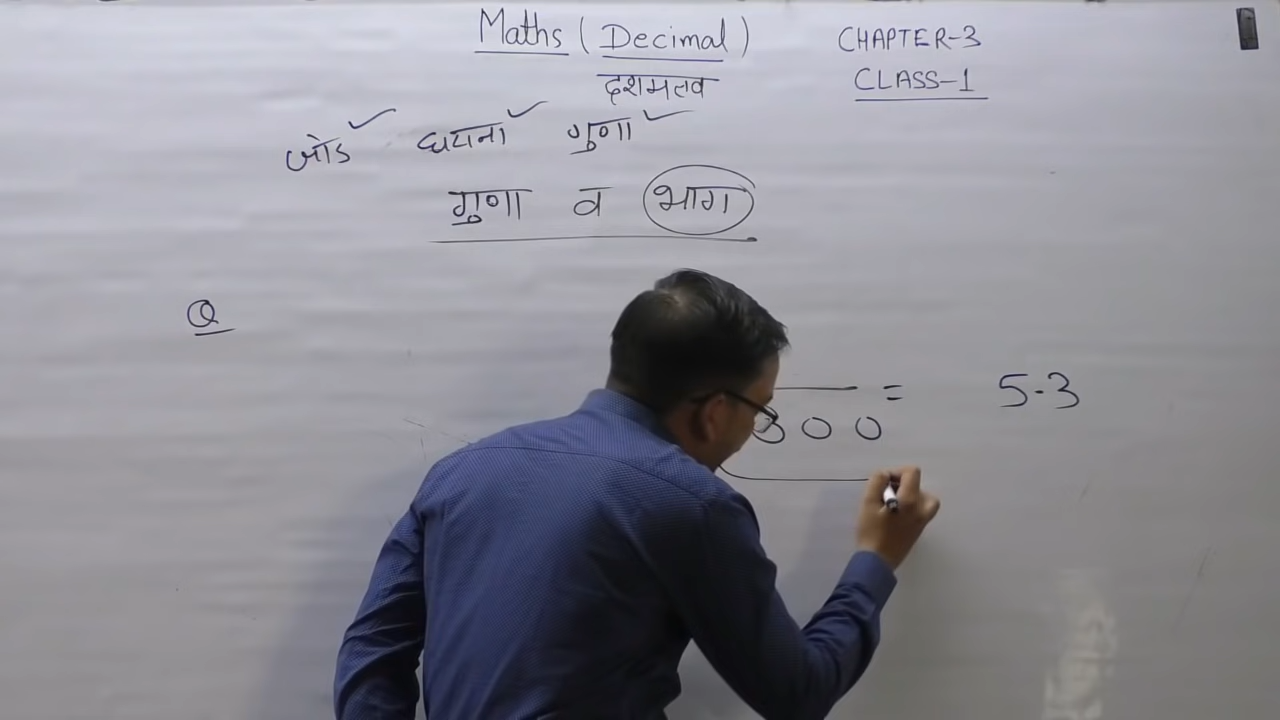 Maths (Decimal) CHAPTER-3
दशमलव CLASS-1
जोड घटाना गुणा
गुणा व भाग
Q
= 5.3
300